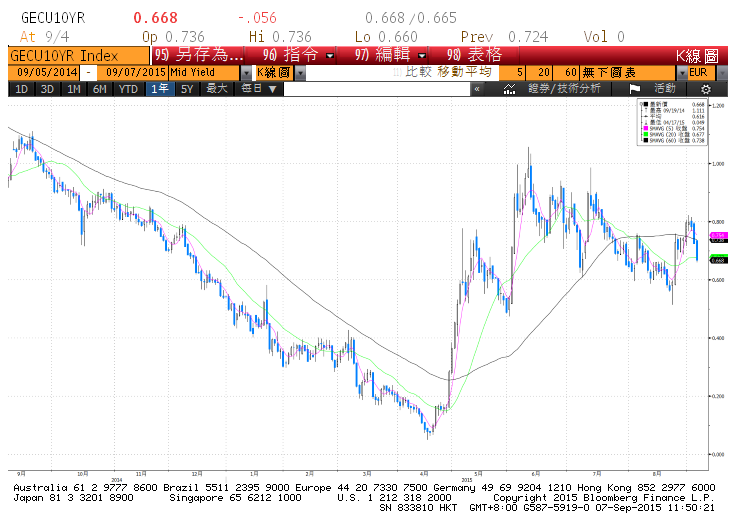 GECU10YR 0.668 -.056 0.668/0.665
At 9/4 Op 0.736 Hi 0.736 Lo 0.660 Prev 0.724 Vol 0
GECU10YR Index 95) 另存為... 96) 指令 97) 編輯 98) 表格 K線圖
09/05/2014 - 09/07/2015 Mid Yield K線圖 比較 移動平均 5 20 60 無下圖表 EUR
1D 3D 1M 6M YTD 1年 5Y 最大 每日 ▼ « 證券/技術分析 活動
最新價 0.668
最高 09/19/14 1.111
平均 0.616
最低 04/17/15 0.049
SMAVG (5) 收盤 0.754
SMAVG (20) 收盤 0.677
SMAVG (60) 收盤 0.738
1.200
1.000
0.800
0.754
0.668
0.600
0.400
0.200
0.000
9月 10月 11月 12月 1月 2月 3月 4月 5月 6月 7月 8月
2014 2015
Australia 61 2 9777 8600 Brazil 5511 2395 9000 Europe 44 20 7330 7500 Germany 49 69 9204 1210 Hong Kong 852 2977 6000
Japan 81 3 3201 8900 Singapore 65 6212 1000 U.S. 1 212 318 2000 Copyright 2015 Bloomberg Finance L.P.
SN 833810 HKT GMT+8:00 G587-5919-0 07-Sep-2015 11:50:21